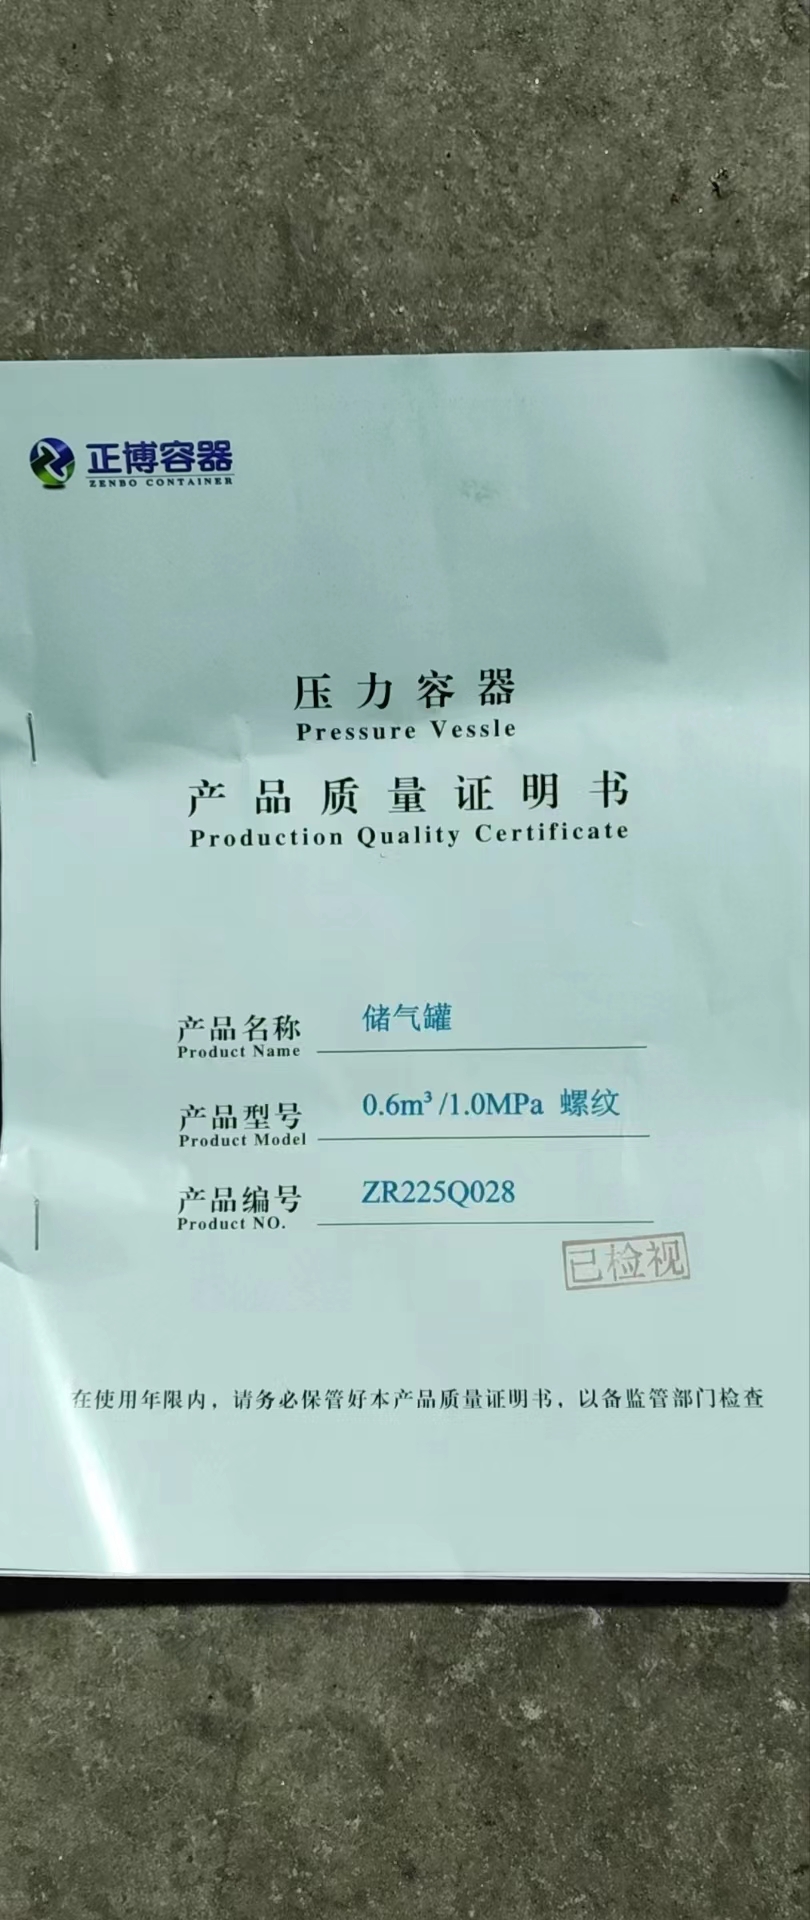 正博容器
ZENBO CONTAINER
压力容器
Pressure Vessle
产品质量证明书
Production Quality Certificate
产品名称 储气罐
Product Name
产品型号 0.6m³/1.0MPa 螺纹
Product Model
产品编号 ZR225Q028
Product NO.
已检视
在使用年限内，请务必保管好本产品质量证明书，以备监管部门检查